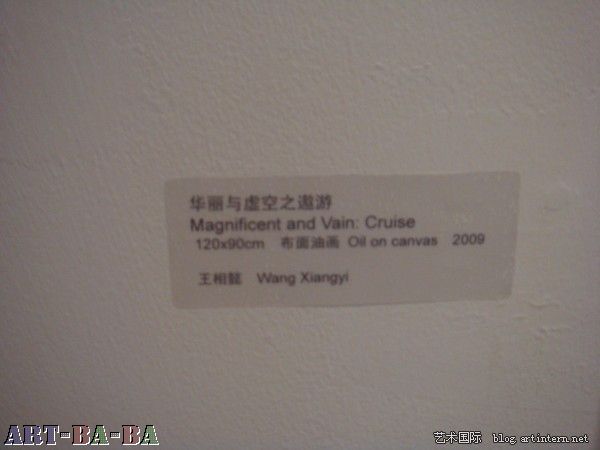 华丽与虚空之遨游
Magnificent and Vain: Cruise
120x90cm 布面油画 Oil on canvas 2009
王相懿 Wang Xiangyi
ART-BA-BA
艺术国际 blog.artintern.net